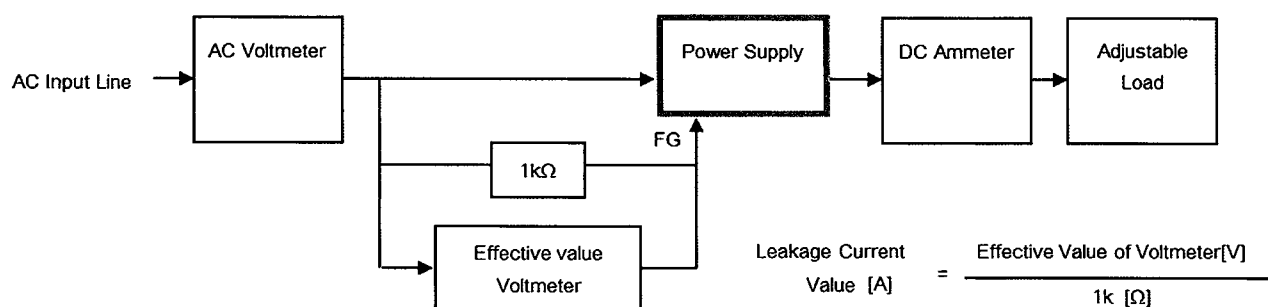 AC Input Line
AC Voltmeter
Power Supply
DC Ammeter
Adjustable
Load
FG
1kΩ
Effective value
Voltmeter
Leakage Current
Value [A]
=
Effective Value of Voltmeter[V]
1k [Ω]